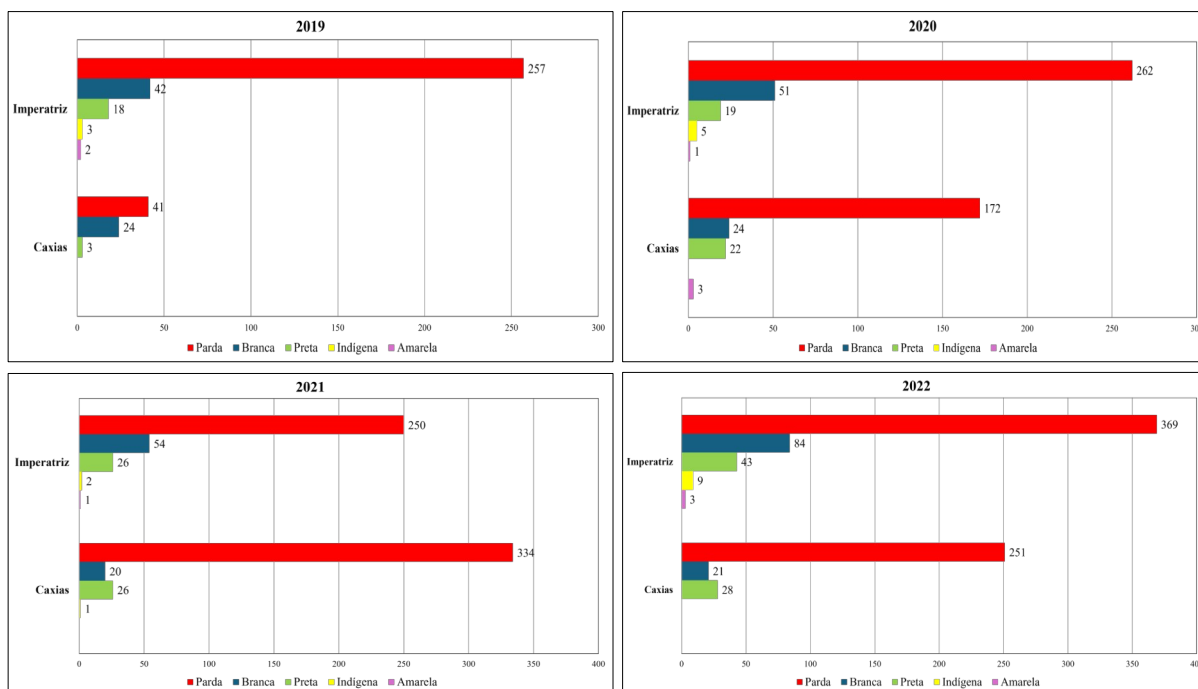 2019
Imperatriz
257
42
18
3
2
Caxias
41
24
3
0 50 100 150 200 250 300
Parda Branca Preta Indígena Amarela
2020
Imperatriz
262
51
19
5
1
Caxias
172
24
22
3
0 50 100 150 200 250 300
Parda Branca Preta Indígena Amarela
2021
Imperatriz
250
54
26
2
1
Caxias
334
20
26
1
0 50 100 150 200 250 300 350 400
Parda Branca Preta Indígena Amarela
2022
Imperatriz
369
84
43
9
3
Caxias
251
21
28
0 50 100 150 200 250 300 350 400
Parda Branca Preta Indígena Amarela